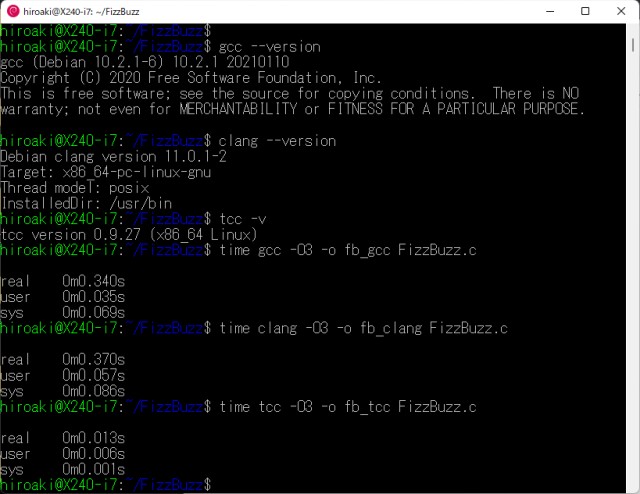 hiroaki@X240-i7: ~/FizzBuzz
hiroaki@X240-i7:~/FizzBuzz$
hiroaki@X240-i7:~/FizzBuzz$ gcc --version
gcc (Debian 10.2.1-6) 10.2.1 20210110
Copyright (C) 2020 Free Software Foundation, Inc.
This is free software; see the source for copying conditions.  There is NO
warranty; not even for MERCHANTABILITY or FITNESS FOR A PARTICULAR PURPOSE.
hiroaki@X240-i7:~/FizzBuzz$ clang --version
Debian clang version 11.0.1-2
Target: x86_64-pc-linux-gnu
Thread model: posix
InstalledDir: /usr/bin
hiroaki@X240-i7:~/FizzBuzz$ tcc -v
tcc version 0.9.27 (x86_64 Linux)
hiroaki@X240-i7:~/FizzBuzz$ time gcc -O3 -o fb_gcc FizzBuzz.c
real    0m0.340s
user    0m0.035s
sys     0m0.069s
hiroaki@X240-i7:~/FizzBuzz$ time clang -O3 -o fb_clang FizzBuzz.c
real    0m0.370s
user    0m0.057s
sys     0m0.086s
hiroaki@X240-i7:~/FizzBuzz$ time tcc -O3 -o fb_tcc FizzBuzz.c
real    0m0.013s
user    0m0.006s
sys     0m0.001s
hiroaki@X240-i7:~/FizzBuzz$